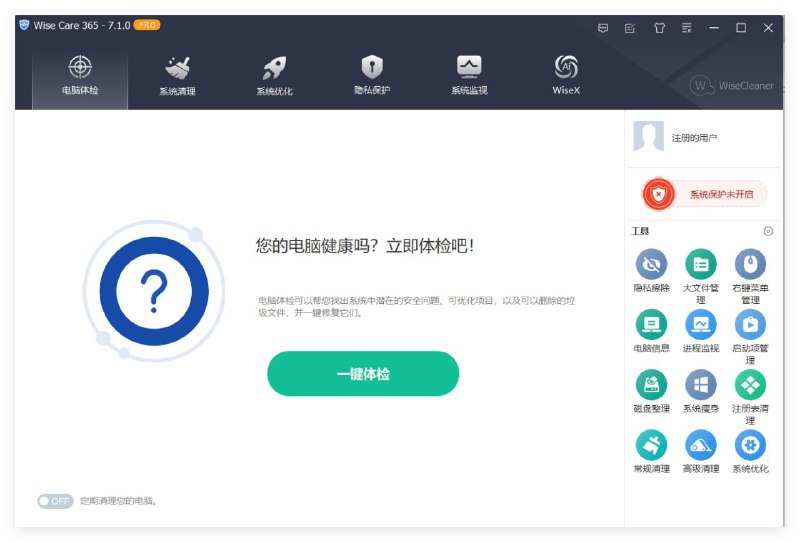 Wise Care 365 - 7.1.0 PRO
电脑体检
系统清理
系统优化
隐私保护
系统监视
AI
WiseX
W
WiseCleaner
注册的用户
系统保护未开启
工具
隐私擦除
大文件管
理
右键菜单
管理
电脑信息
进程监视
启动项管
理
磁盘整理
系统瘦身
注册表清
理
常规清理
高级清理
系统优化
您的电脑健康吗？立即体检吧！
电脑体检可以帮您找出系统中潜在的安全问题、可优化项目，以及可以删除的垃
圾文件，并一键修复它们。
一键体检
OFF
定期清理您的电脑。